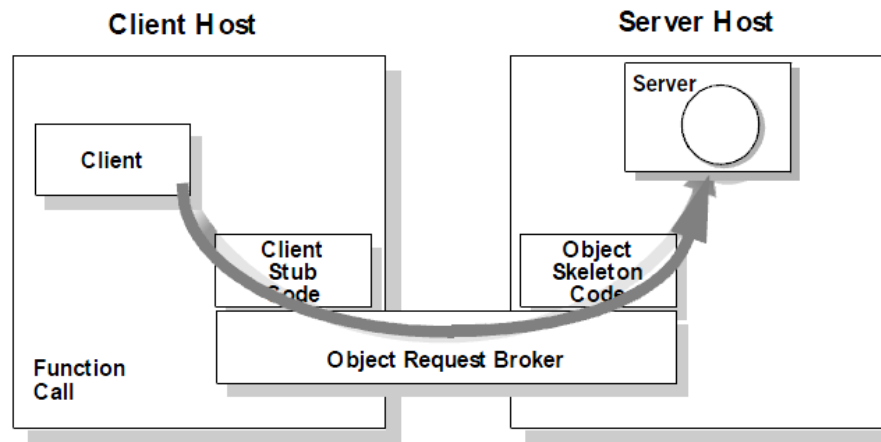 Client Host
Server Host
Server
Client
Client
Stub
Code
Object
Skeleton
Code
Object Request Broker
Function
Call